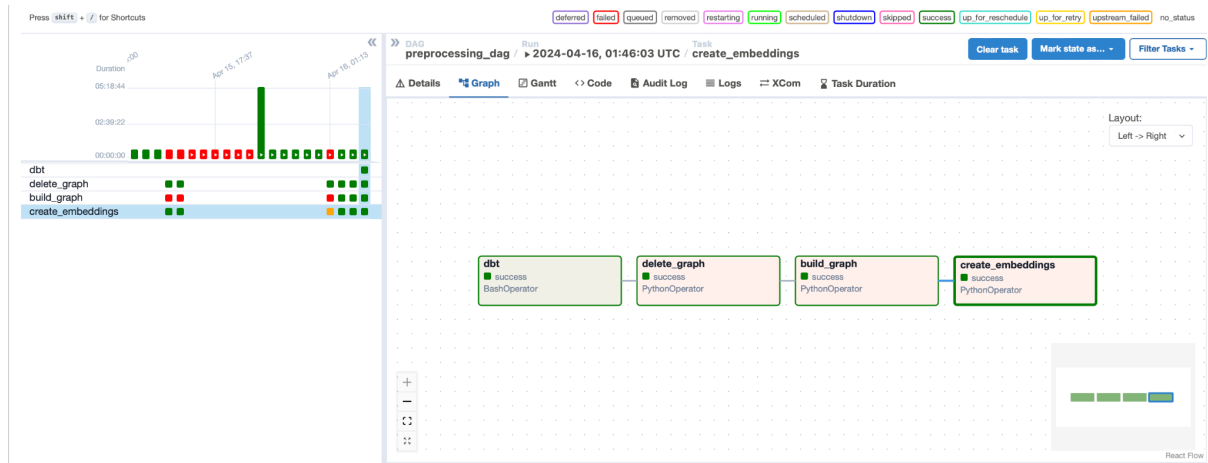 Press shift + / for Shortcuts
deferred failed queued removed restarting running scheduled shutdown skipped success up_for_reschedule up_for_retry upstream_failed no_status
DAG
preprocessing_dag
/
Run
2024-04-16, 01:46:03 UTC
/
Task
create_embeddings
Clear task
Mark state as...
Filter Tasks
:00
Apr 15, 17:37
Apr 16, 01:13
Duration
05:18:44
02:39:22
00:00:00
dbt
delete_graph
build_graph
create_embeddings
Details Graph Gantt <> Code Audit Log Logs XCom Task Duration
Layout:
Left -> Right
dbt
success
BashOperator
delete_graph
success
PythonOperator
build_graph
success
PythonOperator
create_embeddings
success
PythonOperator
React Flow